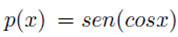 p(x) = sen(cosx)